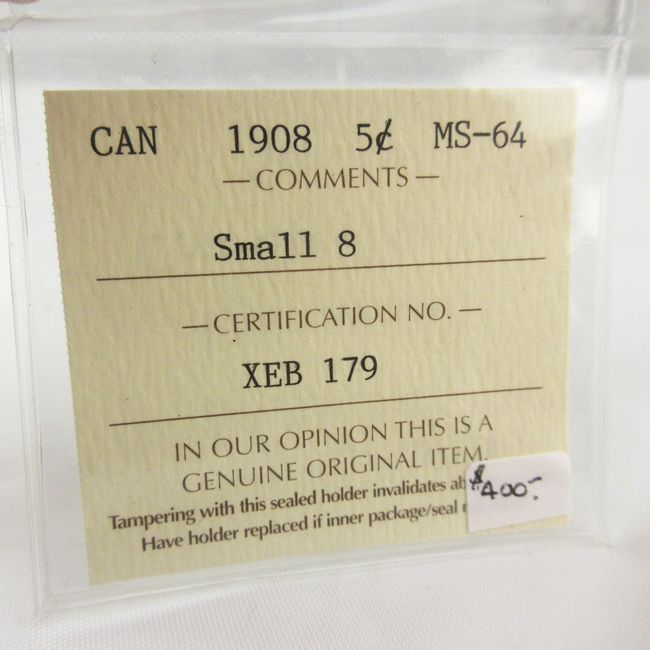 CAN 1908 5¢ MS-64
— COMMENTS —
Small 8
— CERTIFICATION NO. —
XEB 179
IN OUR OPINION THIS IS A
GENUINE ORIGINAL ITEM.
Tampering with this sealed holder invalidates
Have holder replaced if inner package/seal
$400.-